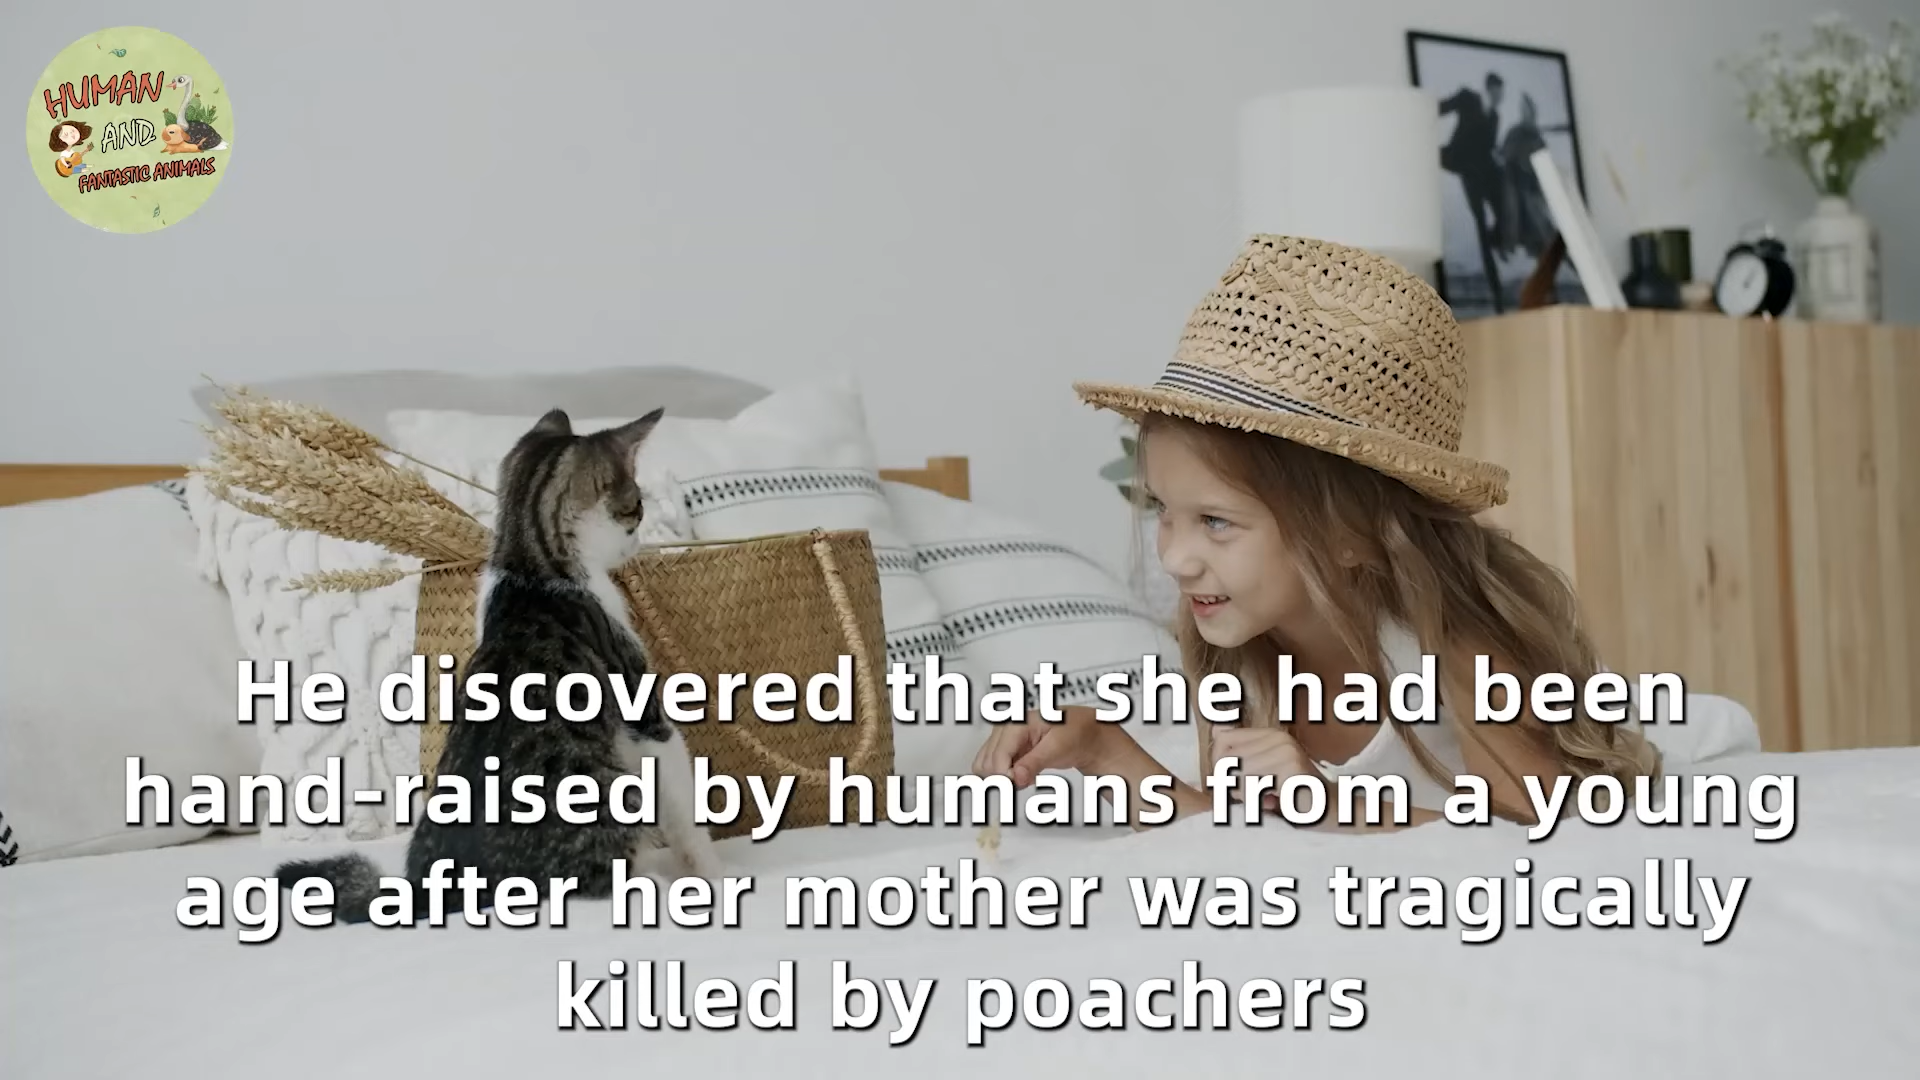 HUMAN
AND
FANTASTIC ANIMALS
He discovered that she had been
hand-raised by humans from a young
age after her mother was tragically
killed by poachers